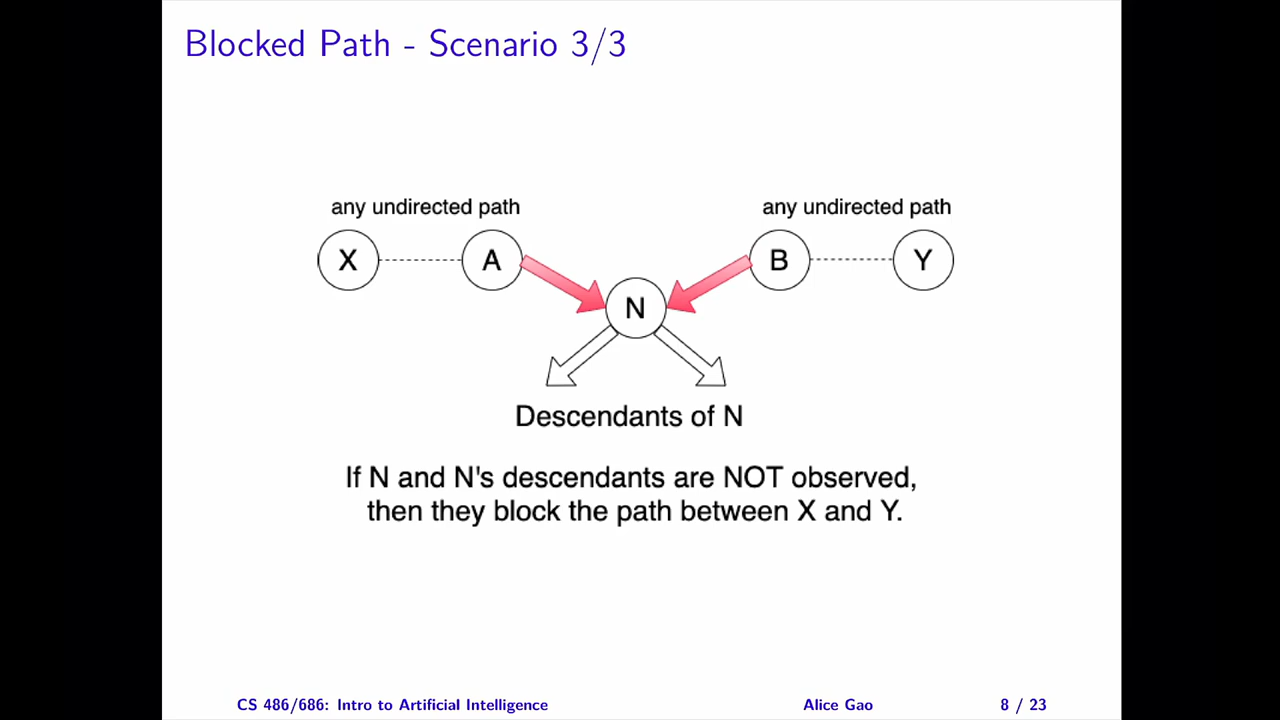 Blocked Path - Scenario 3/3
any undirected path
any undirected path
X
A
B
Y
N
Descendants of N
If N and N's descendants are NOT observed,
then they block the path between X and Y.
CS 486/686: Intro to Artificial Intelligence
Alice Gao
8 / 23